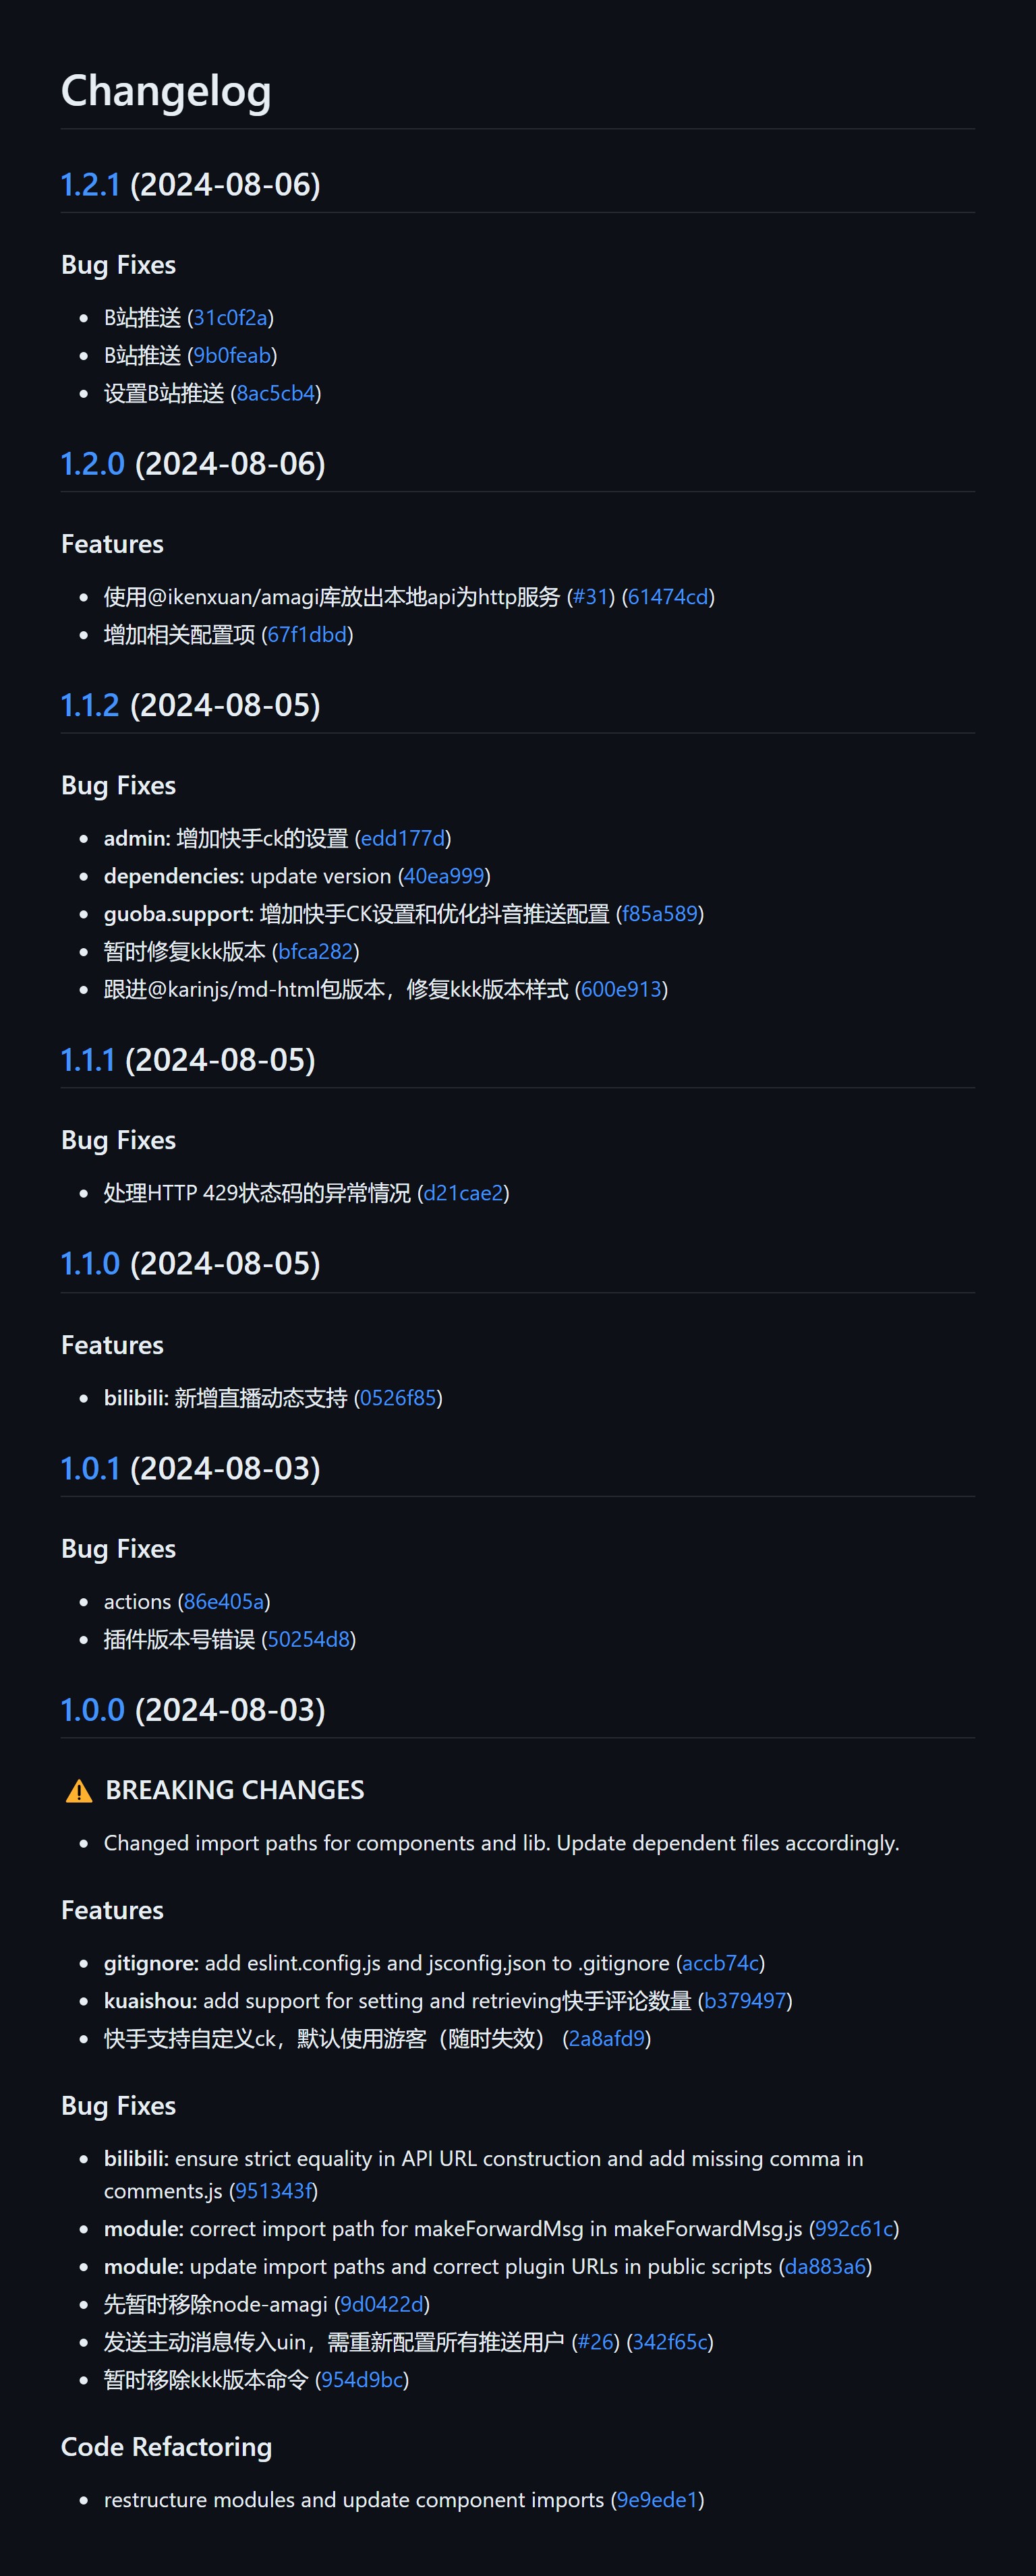 Changelog
1.2.1 (2024-08-06)
Bug Fixes
B站推送 (31c0f2a)
B站推送 (9b0feab)
设置B站推送 (8ac5cb4)
1.2.0 (2024-08-06)
Features
使用@ikenxuan/amagi库放出本地api为http服务 (#31) (61474cd)
增加相关配置项 (67f1dbd)
1.1.2 (2024-08-05)
Bug Fixes
admin: 增加快手ck的设置 (edd177d)
dependencies: update version (40ea999)
guoba.support: 增加快手CK设置和优化抖音推送配置 (f85a589)
暂时修复kkk版本 (bfca282)
跟进@karinjs/md-html包版本，修复kkk版本样式 (600e913)
1.1.1 (2024-08-05)
Bug Fixes
处理HTTP 429状态码的异常情况 (d21cae2)
1.1.0 (2024-08-05)
Features
bilibili: 新增直播动态支持 (0526f85)
1.0.1 (2024-08-03)
Bug Fixes
actions (86e405a)
插件版本号错误 (50254d8)
1.0.0 (2024-08-03)
⚠ BREAKING CHANGES
Changed import paths for components and lib. Update dependent files accordingly.
Features
gitignore: add eslint.config.js and jsconfig.json to .gitignore (accb74c)
kuaishou: add support for setting and retrieving快手评论数量 (b379497)
快手支持自定义ck，默认使用游客（随时失效） (2a8afd9)
Bug Fixes
bilibili: ensure strict equality in API URL construction and add missing comma in
comments.js (951343f)
module: correct import path for makeForwardMsg in makeForwardMsg.js (992c61c)
module: update import paths and correct plugin URLs in public scripts (da883a6)
先暂时移除node-amagi (9d0422d)
发送主动消息传入uin，需重新配置所有推送用户 (#26) (342f65c)
暂时移除kkk版本命令 (954d9bc)
Code Refactoring
restructure modules and update component imports (9e9ede1)